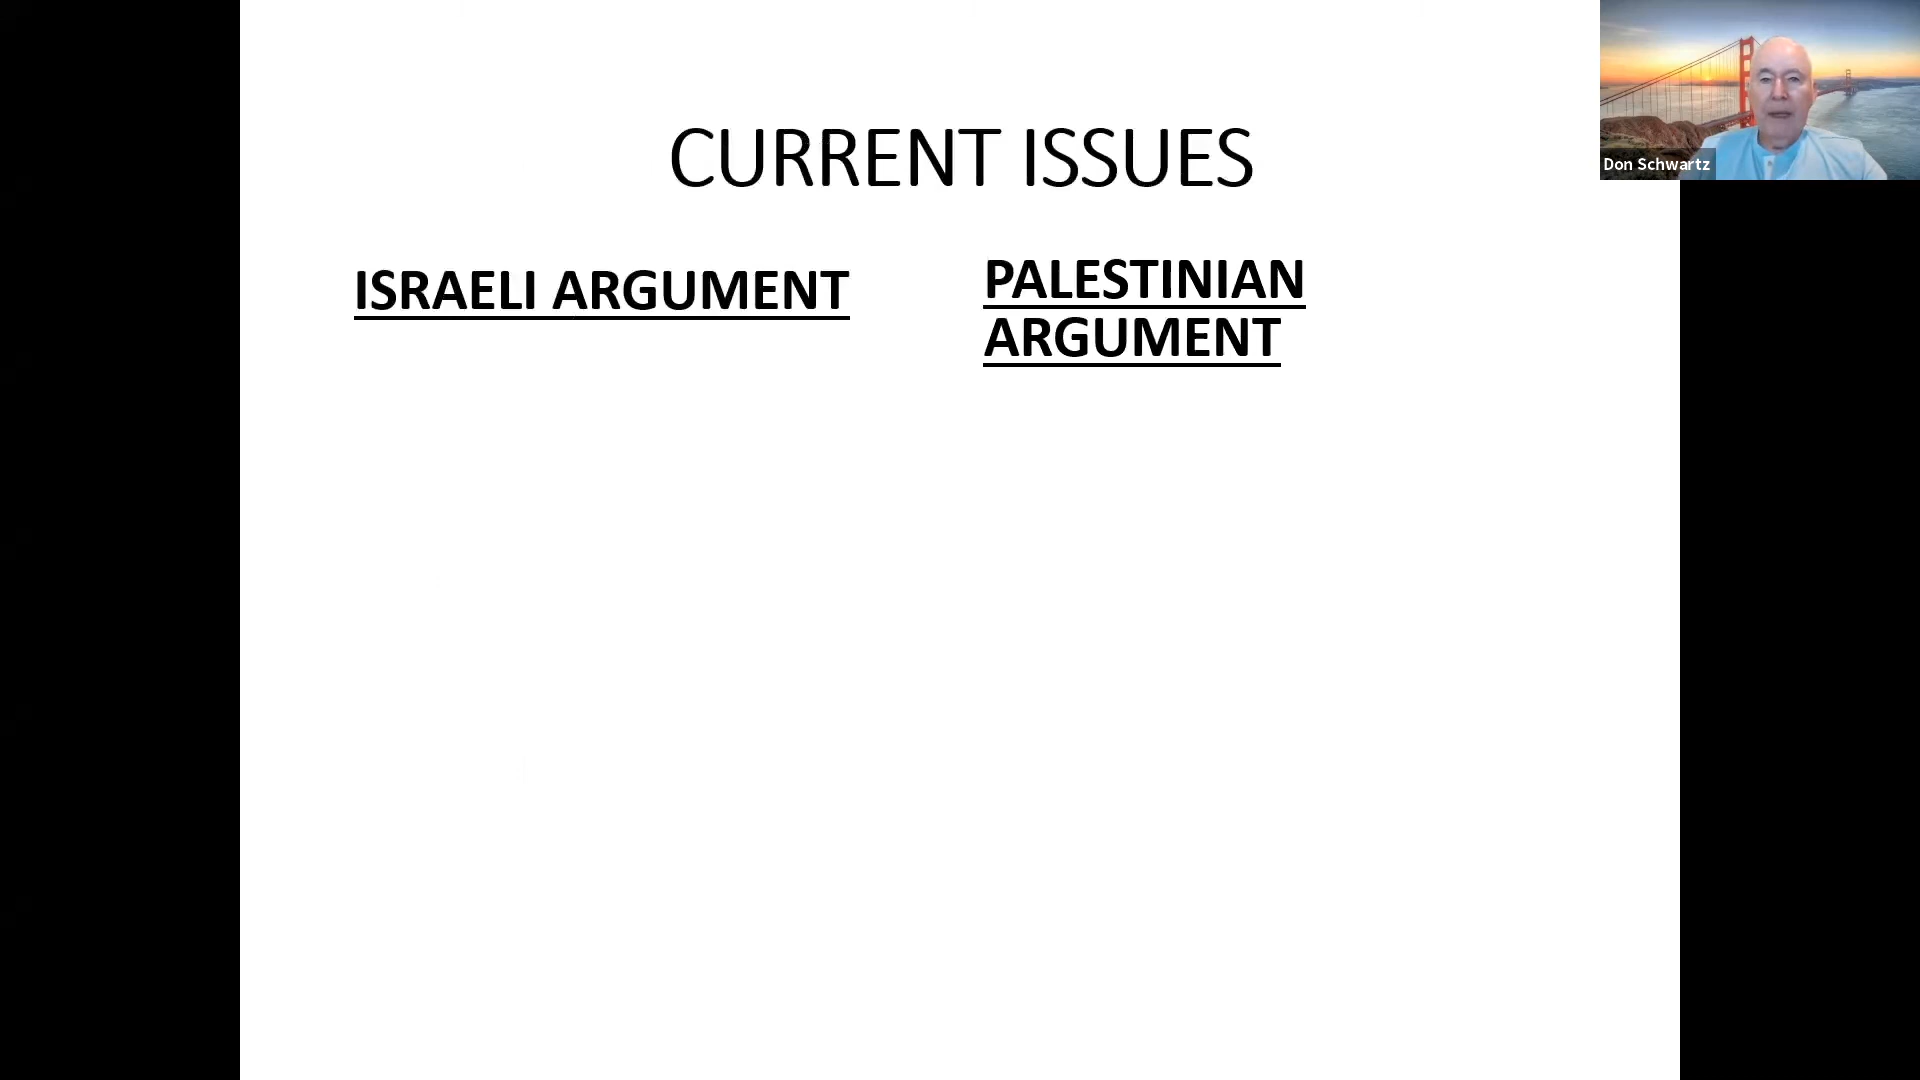 CURRENT ISSUES
ISRAELI ARGUMENT
PALESTINIAN
ARGUMENT
Don Schwartz